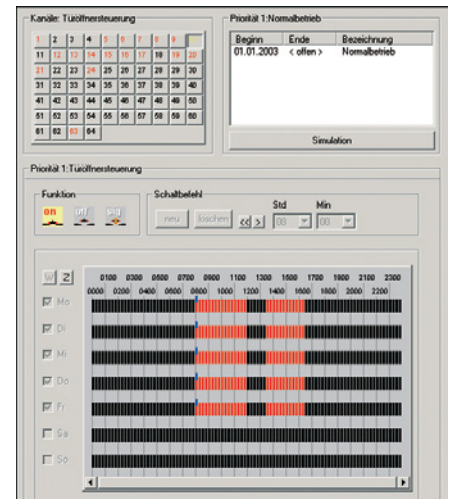 Kanäle: Türöffnersteuerung
1 2 3 4 5 6 7 8 9
11 12 13 14 15 16 17 18 19 20
21 22 23 24 25 26 27 28 29 30
31 32 33 34 35 36 37 38 39 40
41 42 43 44 45 46 47 48 49 50
51 52 53 54 55 56 57 58 59 60
61 62 63 64
Priorität 1:Normalbetrieb
Beginn Ende Bezeichnung
01.01.2003 < offen > Normalbetrieb
Simulation
Priorität 1:Türöffnersteuerung
Funktion
on off sig
Schaltbefehl
neu löschen << >
Std Min
08 00
W 2
0100 0300 0500 0700 0900 1100 1300 1500 1700 1900 2100 2300
0000 0200 0400 0600 0800 1000 1200 1400 1600 1800 2000 2200
Mo
Di
Mi
Do
Fr
Sa
So